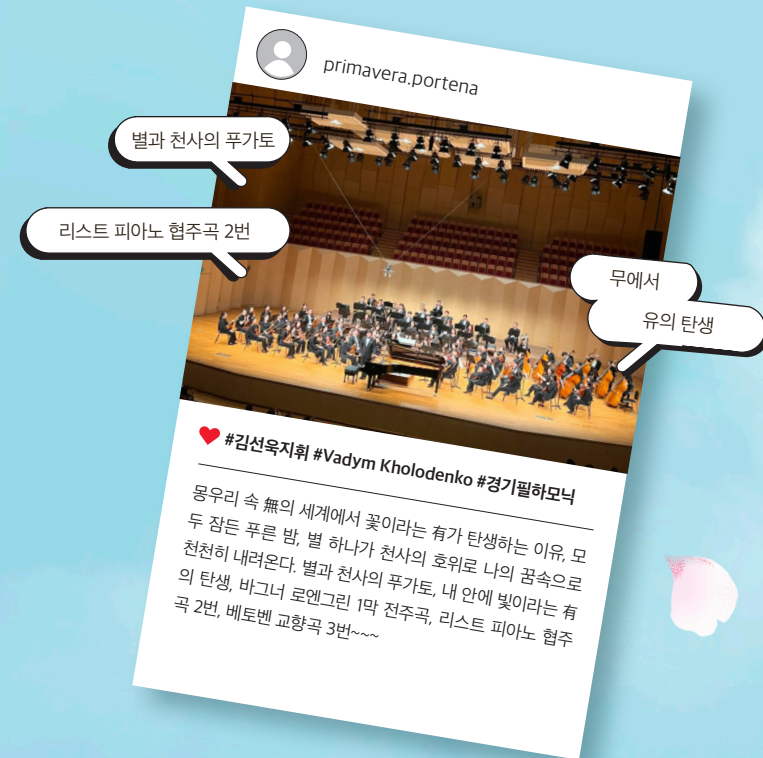 primavera.portena
별과 천사의 푸가토
리스트 피아노 협주곡 2번
무에서
유의 탄생
#김선욱지휘 #Vadym Kholodenko #경기필하모닉
몽우리 속 無의 세계에서 꽃이라는 有가 탄생하는 이유, 모
두 잠든 푸른 밤, 별 하나가 천사의 호위로 나의 꿈속으로
천천히 내려온다. 별과 천사의 푸가토, 내 안에 빛이라는 有
의 탄생, 바그너 로엔그린 1막 전주곡, 리스트 피아노 협주
곡 2번, 베토벤 교향곡 3번~~~